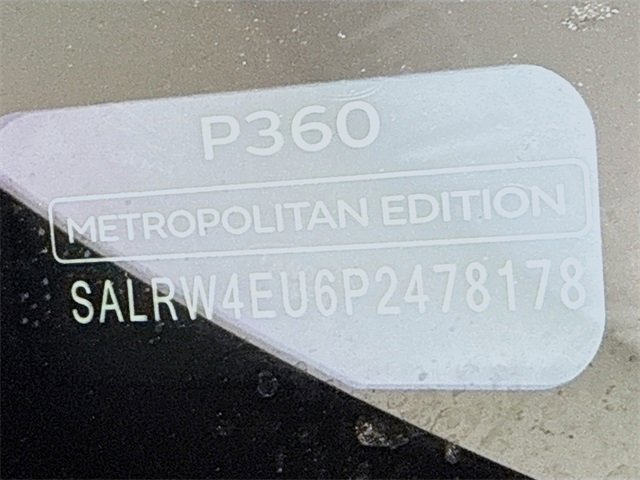 P360
METROPOLITAN EDITION
SALRW4EU6P2478178